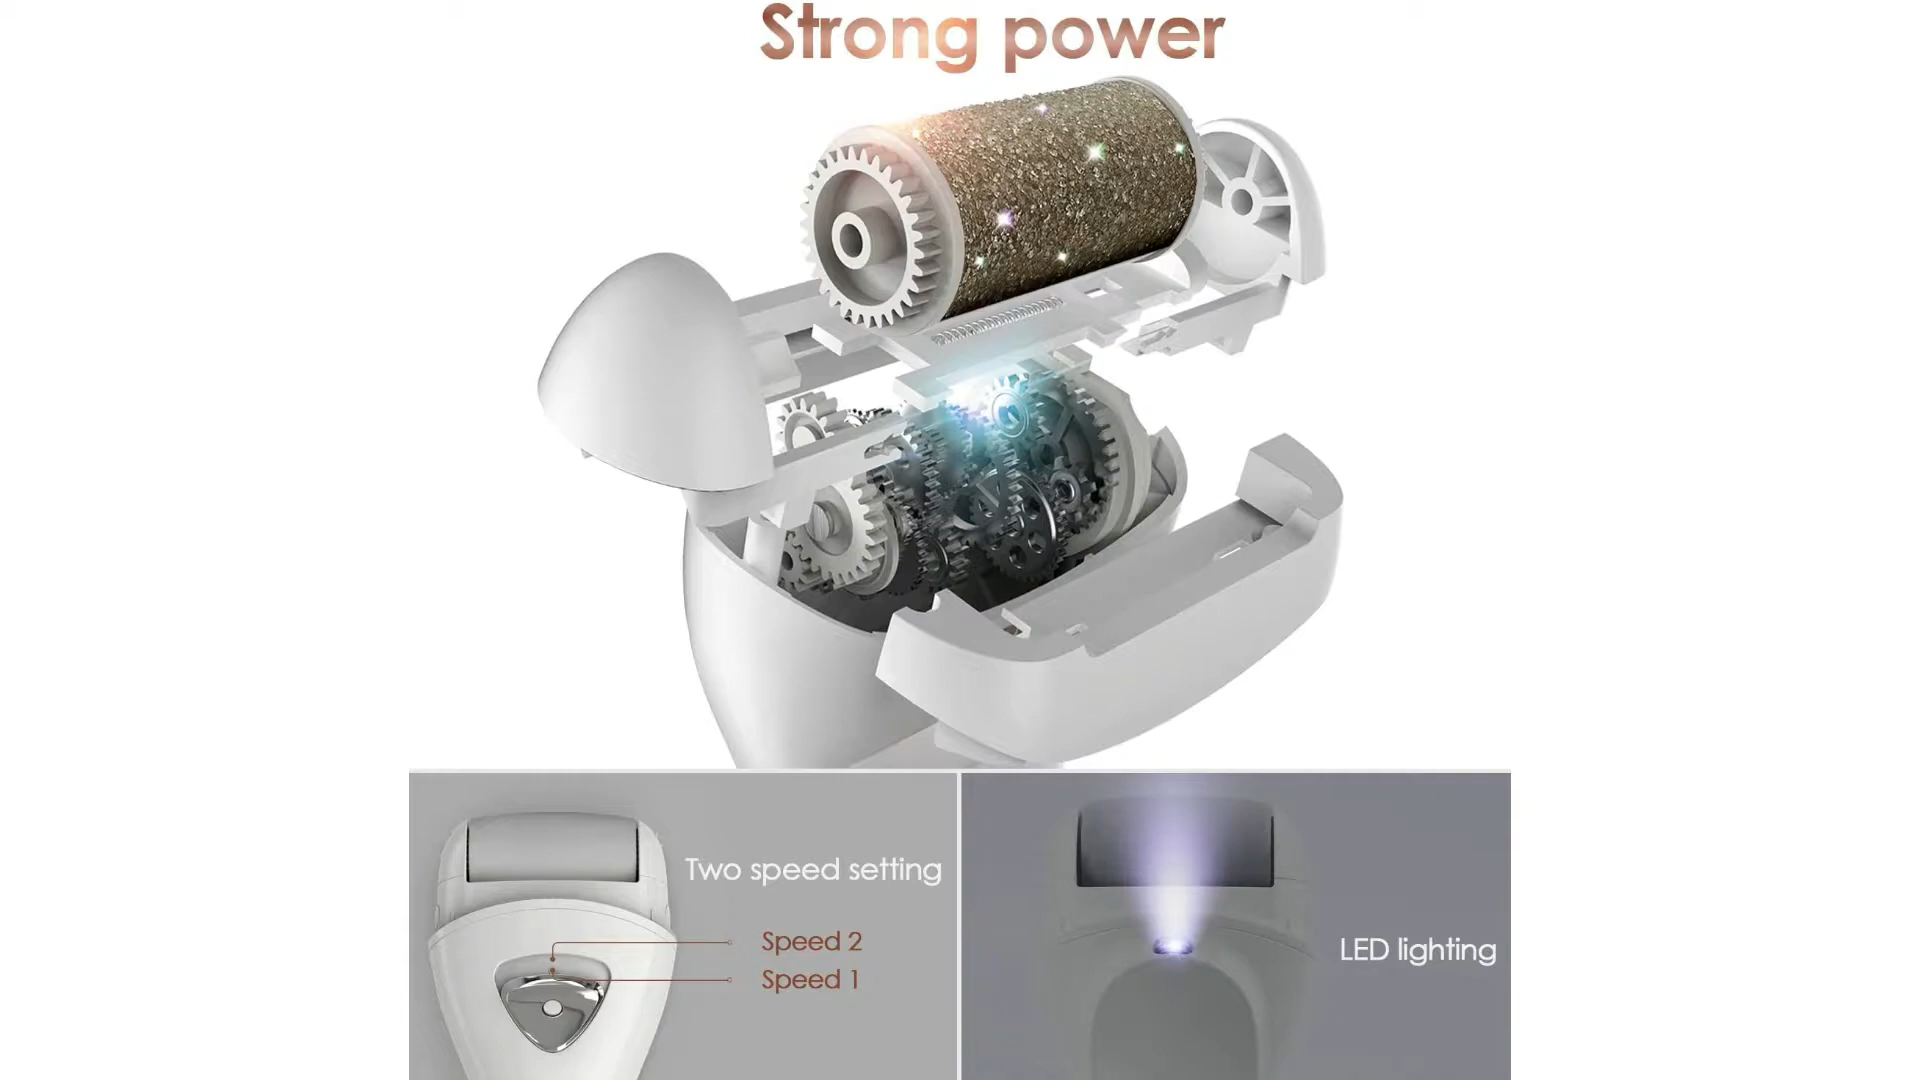 Strong power
Two speed setting
Speed 2
Speed 1
LED lighting